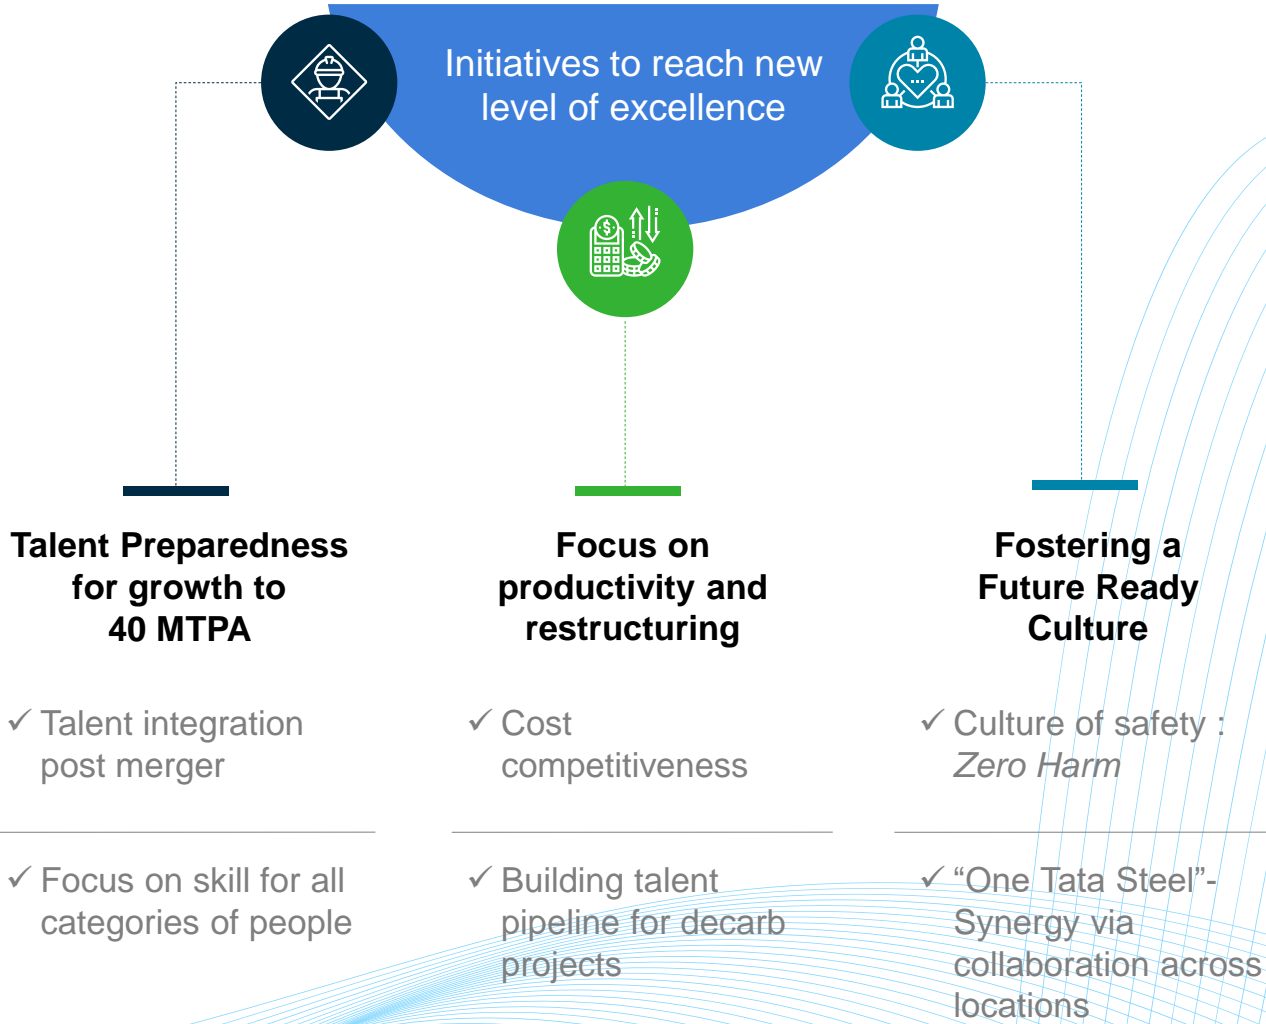 Initiatives to reach new
level of excellence
Talent Preparedness
for growth to
40 MTPA
✓ Talent integration
post merger
✓ Focus on skill for all
categories of people
Focus on
productivity and
restructuring
✓ Cost
competitiveness
✓ Building talent
pipeline for decarb
projects
Fostering a
Future Ready
Culture
✓ Culture of safety :
Zero Harm
✓ “One Tata Steel”-
Synergy via
collaboration across
locations